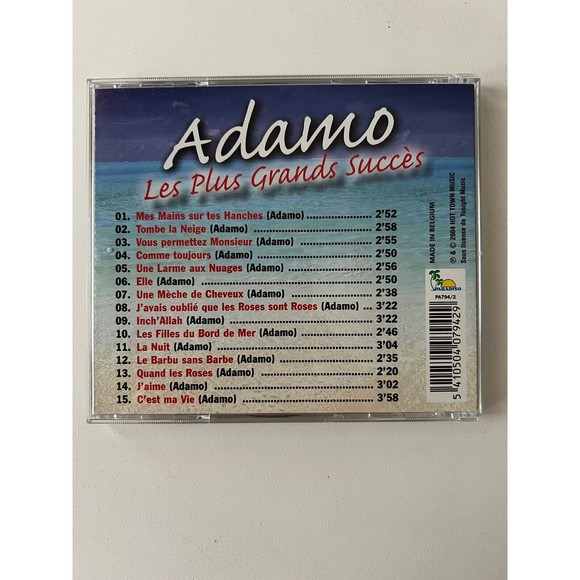 Adamo
Les Plus Grands Succès
01. Mes Mains sur tes Hanches (Adamo) 2'52
02. Tombe la Neige (Adamo) 2'58
03. Vous permettez Monsieur (Adamo) 2'55
04. Comme toujours (Adamo) 2'50
05. Une Larme aux Nuages (Adamo) 2'56
06. Elle (Adamo) 2'50
07. Une Mèche de Cheveux (Adamo) 2'38
08. J'avais oublié que les Roses sont Roses (Adamo) 3'22
09. Inch'Allah (Adamo) 3'22
10. Les Filles du Bord de Mer (Adamo) 2'46
11. La Nuit (Adamo) 3'04
12. Le Barbu sans Barbe (Adamo) 2'35
13. Quand les Roses (Adamo) 2'20
14. J'aime (Adamo) 3'02
15. C'est ma Vie (Adamo) 3'58
MADE IN BELGIUM
℗ & © 2004 HOT TOWN MUSIC
Sous license de Tonight Music
PARADISO
PA794/2
5 410504 079429